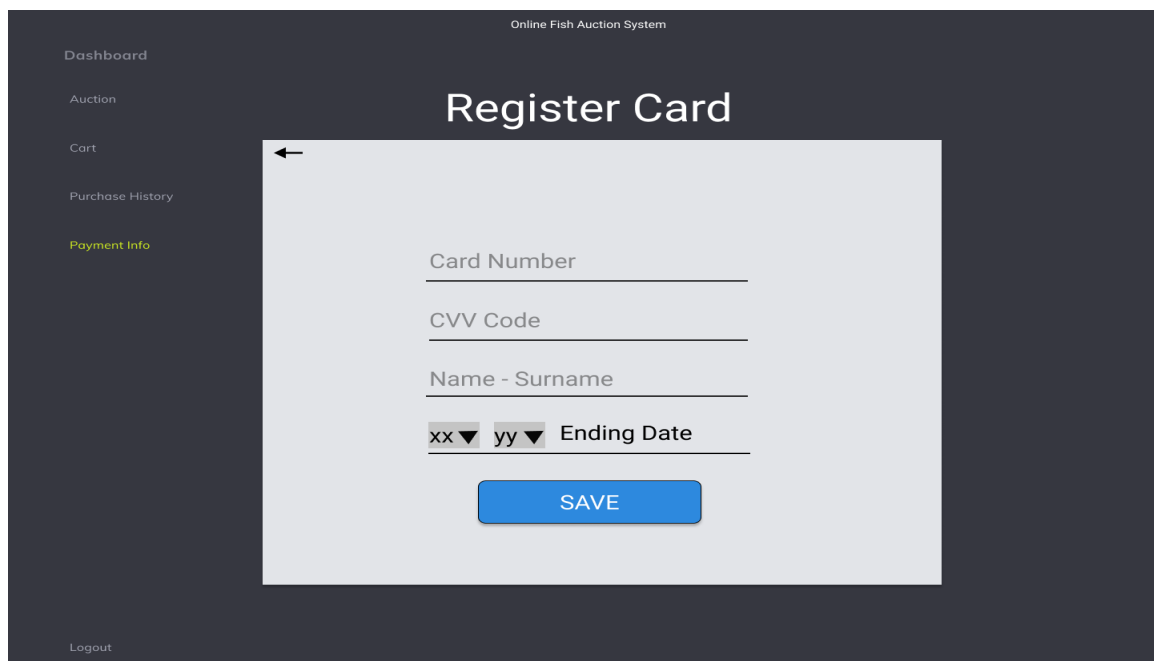 Online Fish Auction System
Dashboard
Auction
Cart
Purchase History
Payment Info
Logout
Register Card
Card Number
CVV Code
Name - Surname
xx yy Ending Date
SAVE